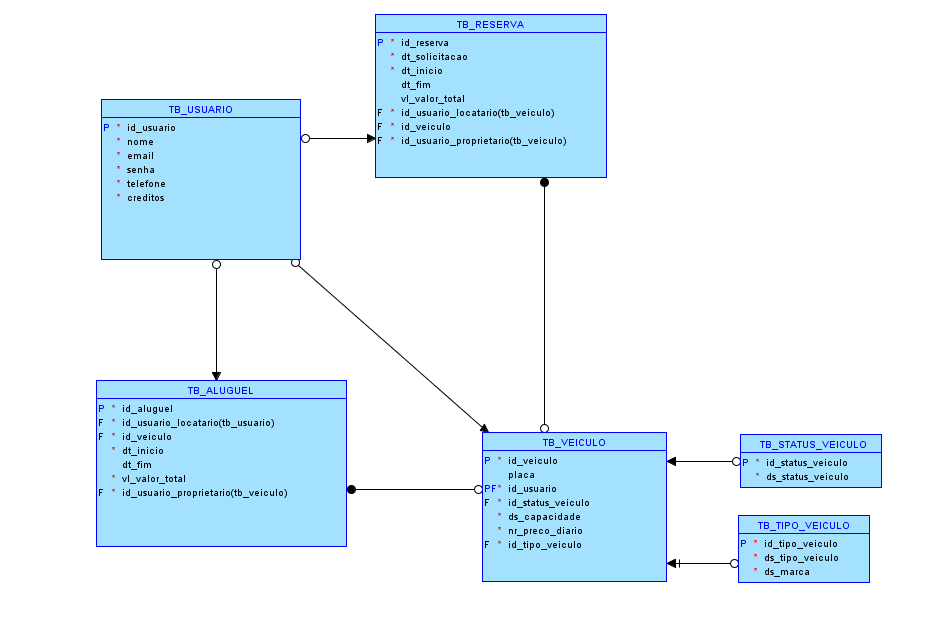 TB_RESERVA
P * id_reserva
* dt_solicitacao
* dt_inicio
dt_fim
vl_valor_total
F * id_usuario_locatario(tb_veiculo)
F * id_veiculo
F * id_usuario_proprietario(tb_veiculo)
TB_USUARIO
P * id_usuario
* nome
* email
* senha
* telefone
* creditos
TB_ALUGUEL
P * id_aluguel
F * id_usuario_locatario(tb_usuario)
F * id_veiculo
* dt_inicio
dt_fim
* vl_valor_total
F * id_usuario_proprietario(tb_veiculo)
TB_VEICULO
P * id_veiculo
placa
PF* id_usuario
F * id_status_veiculo
* ds_capacidade
* nr_preco_diario
F * id_tipo_veiculo
TB_STATUS_VEICULO
P * id_status_veiculo
* ds_status_veiculo
TB_TIPO_VEICULO
P * id_tipo_veiculo
* ds_tipo_veiculo
* ds_marca